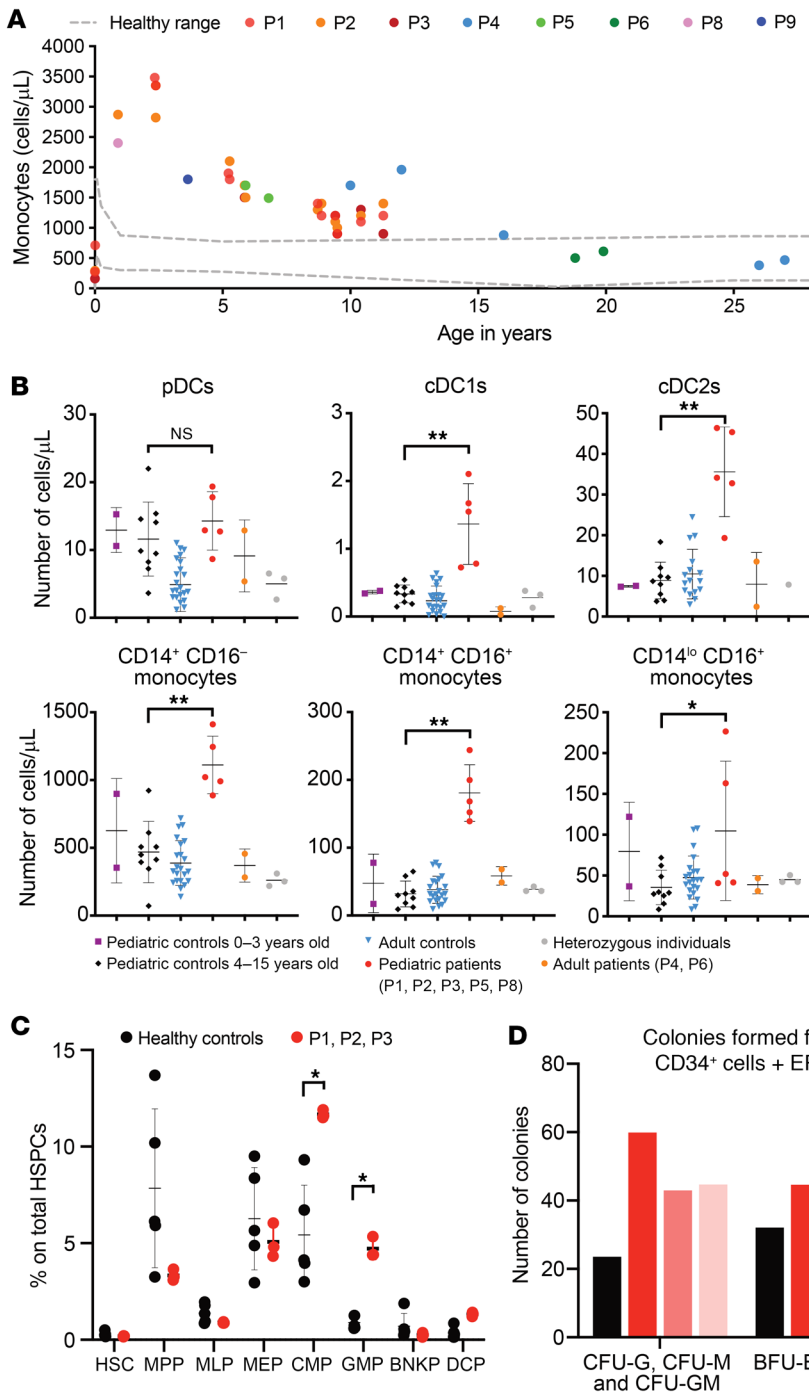 A
Healthy range P1 P2 P3 P4 P5 P6 P8 P9
Monocytes (cells/μL)
4000
3500
3000
2500
2000
1500
1000
500
0
0 5 10 15 20 25
Age in years
B
pDCs
Number of cells/μL
30
20
10
0
NS
cDC1s
3
2
1
0
**
cDC2s
50
40
30
20
10
0
**
CD14⁺ CD16⁻
monocytes
Number of cells/μL
1500
1000
500
0
**
CD14⁺ CD16⁺
monocytes
300
200
100
0
**
CD14ˡᵒ CD16⁺
monocytes
250
200
150
100
50
0
*
Pediatric controls 0–3 years old
Pediatric controls 4–15 years old
Adult controls
Pediatric patients
(P1, P2, P3, P5, P8)
Heterozygous individuals
Adult patients (P4, P6)
C
Healthy controls P1, P2, P3
% on total HSPCs
15
10
5
0
*
*
HSC MPP MLP MEP CMP GMP BNKP DCP
D
Colonies formed f
CD34⁺ cells + EP
Number of colonies
80
60
40
20
0
CFU-G, CFU-M
and CFU-GM
BFU-E